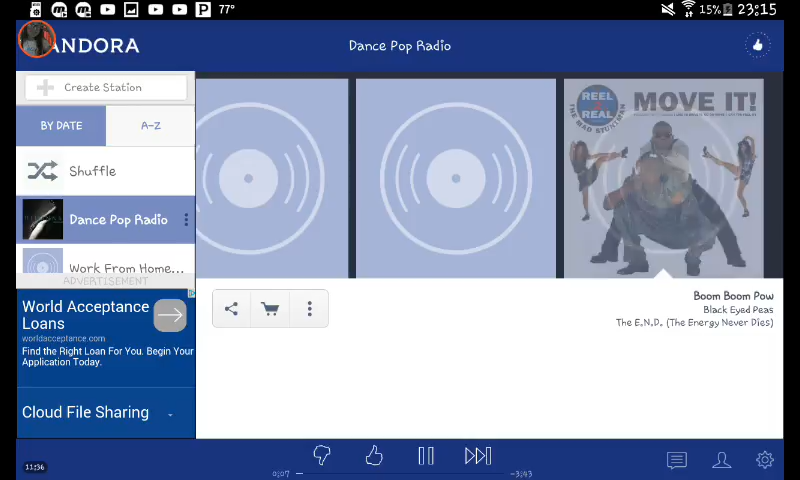 77° 15% 23:15
PANDORA
Dance Pop Radio
Create Station
BY DATE A-Z
Shuffle
Dance Pop Radio
Work From Home...
ADVERTISEMENT
World Acceptance
Loans
worldacceptance.com
Find the Right Loan For You. Begin Your
Application Today.
Cloud File Sharing
REEL 2 REAL
THE MAD STUNTMAN
MOVE IT!
Boom Boom Pow
Black Eyed Peas
The E.N.D. (The Energy Never Dies)
0:07 -3:43
11:36